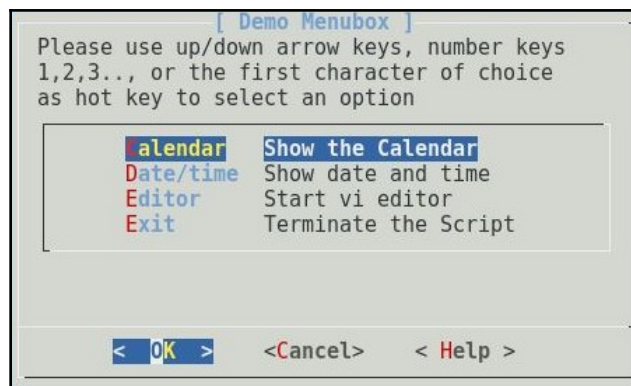 [ Demo Menubox ]
Please use up/down arrow keys, number keys
1,2,3.., or the first character of choice
as hot key to select an option
Calendar Show the Calendar
Date/time Show date and time
Editor Start vi editor
Exit Terminate the Script
< OK > <Cancel> < Help >